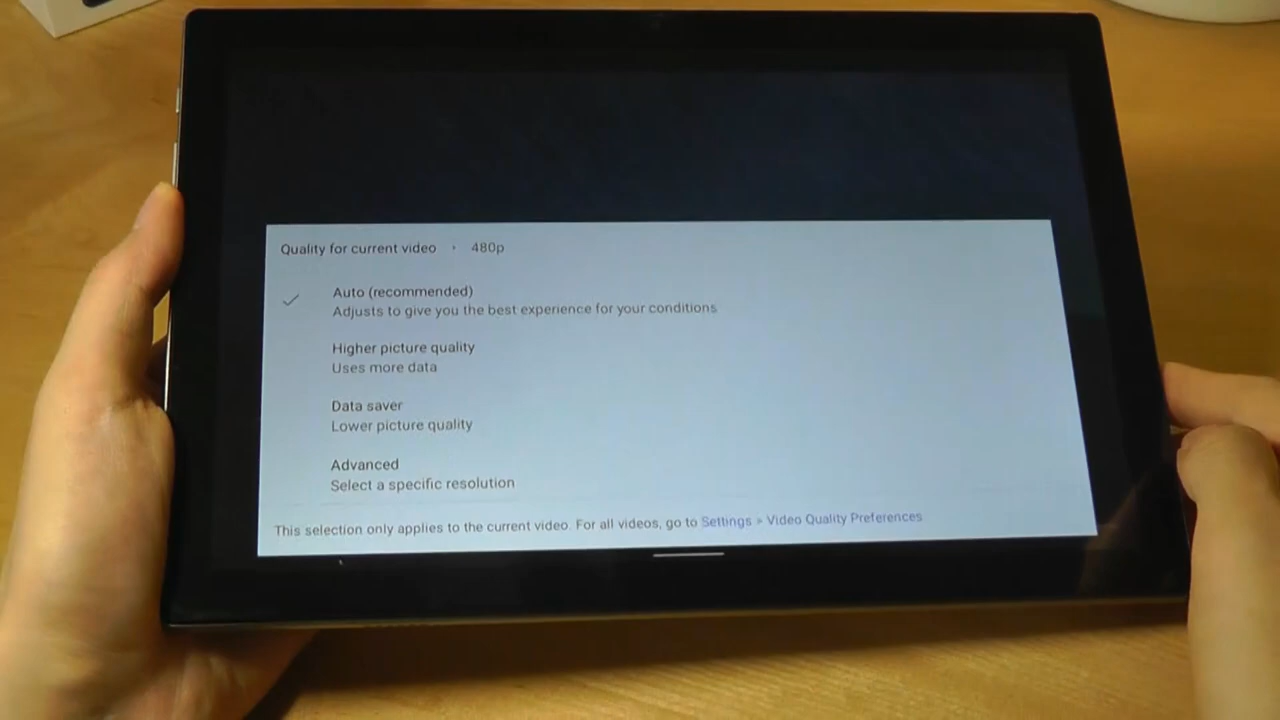 Quality for current video • 480p
Auto (recommended)
Adjusts to give you the best experience for your conditions
Higher picture quality
Uses more data
Data saver
Lower picture quality
Advanced
Select a specific resolution
This selection only applies to the current video. For all videos, go to Settings > Video Quality Preferences